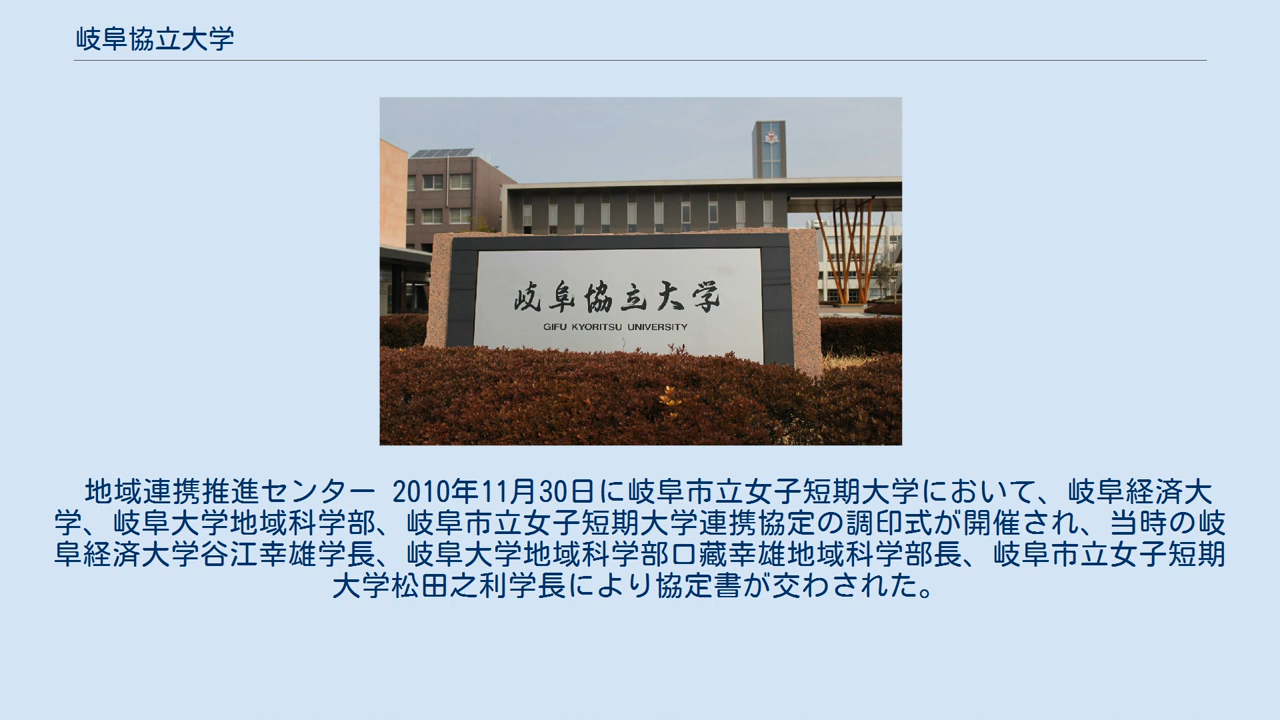 岐阜協立大学
岐阜協立大学
GIFU KYORITSU UNIVERSITY
地域連携推進センター 2010年11月30日に岐阜市立女子短期大学において、岐阜経済大
学、岐阜大学地域科学部、岐阜市立女子短期大学連携協定の調印式が開催され、当時の岐
阜経済大学谷江幸雄学長、岐阜大学地域科学部口藏幸雄地域科学部長、岐阜市立女子短期
大学松田之利学長により協定書が交わされた。